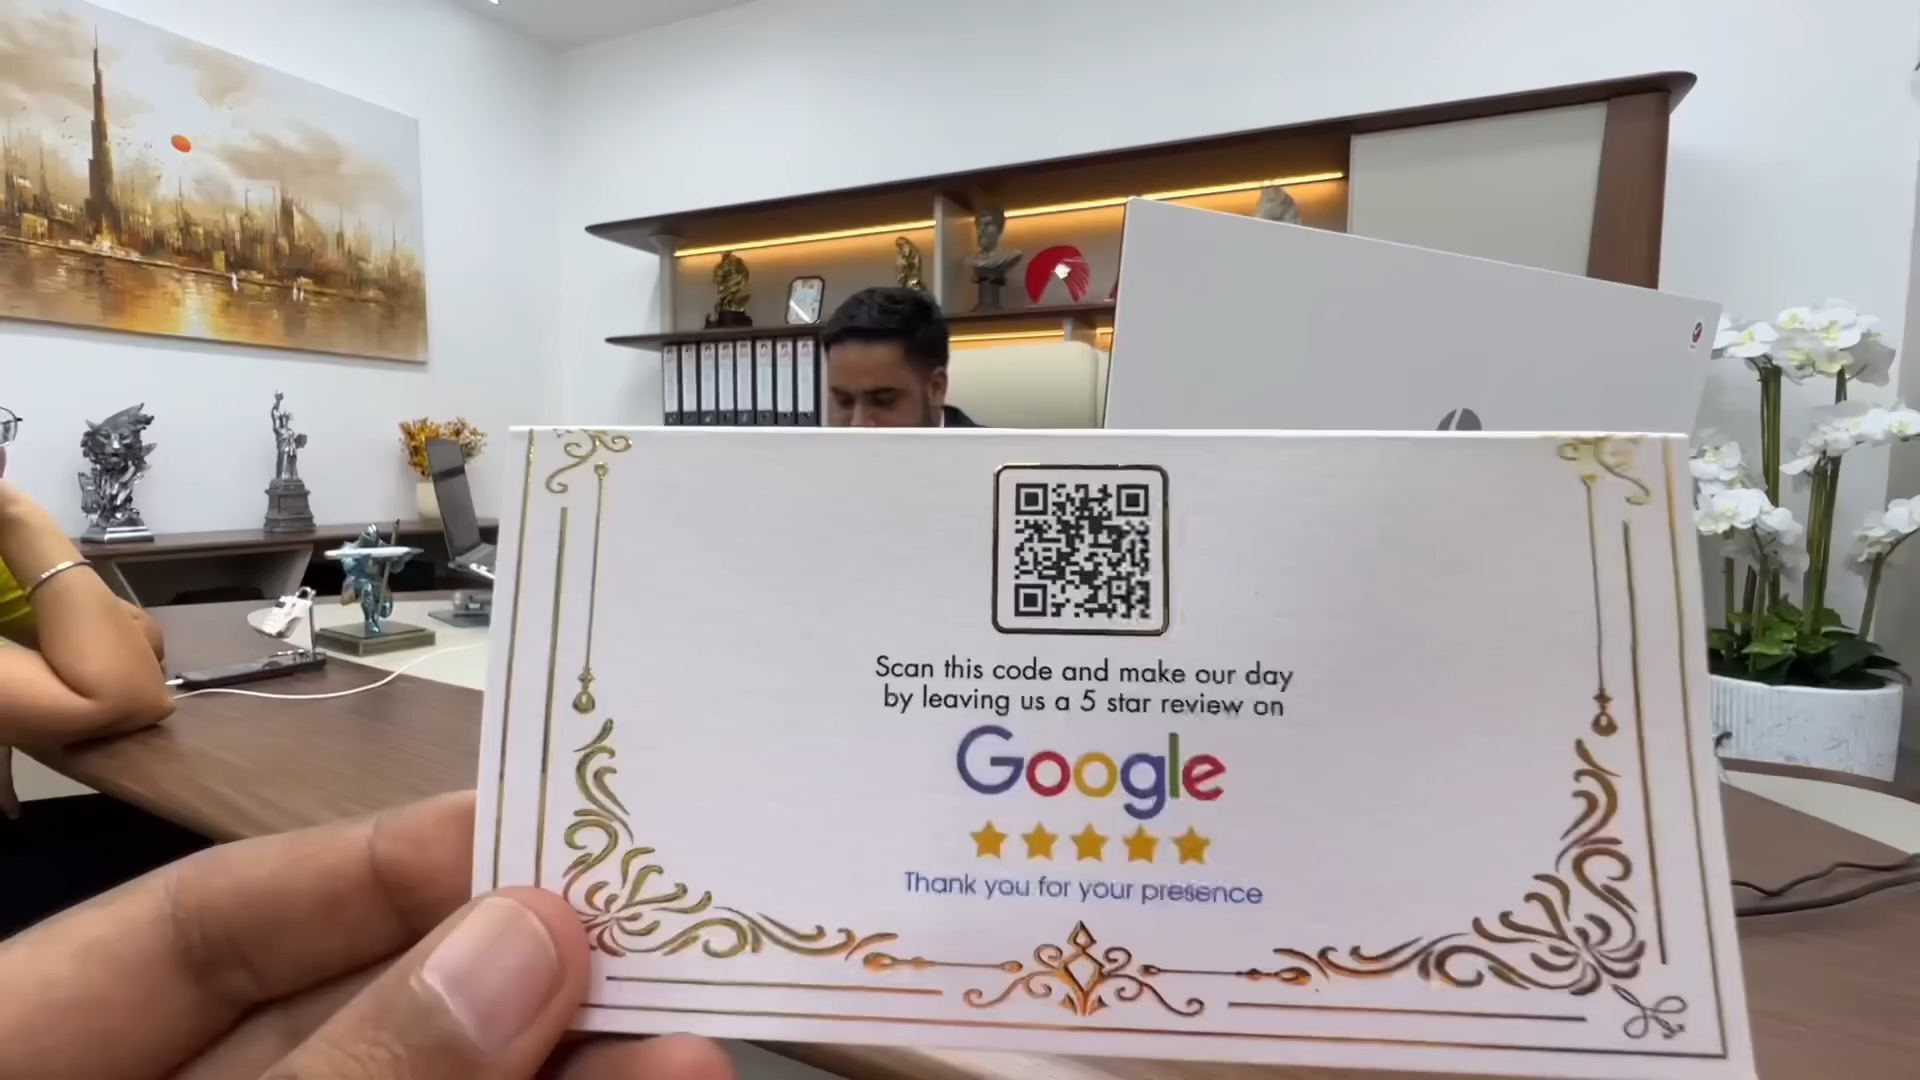 Scan this code and make our day
by leaving us a 5 star review on
Google
Thank you for your presence